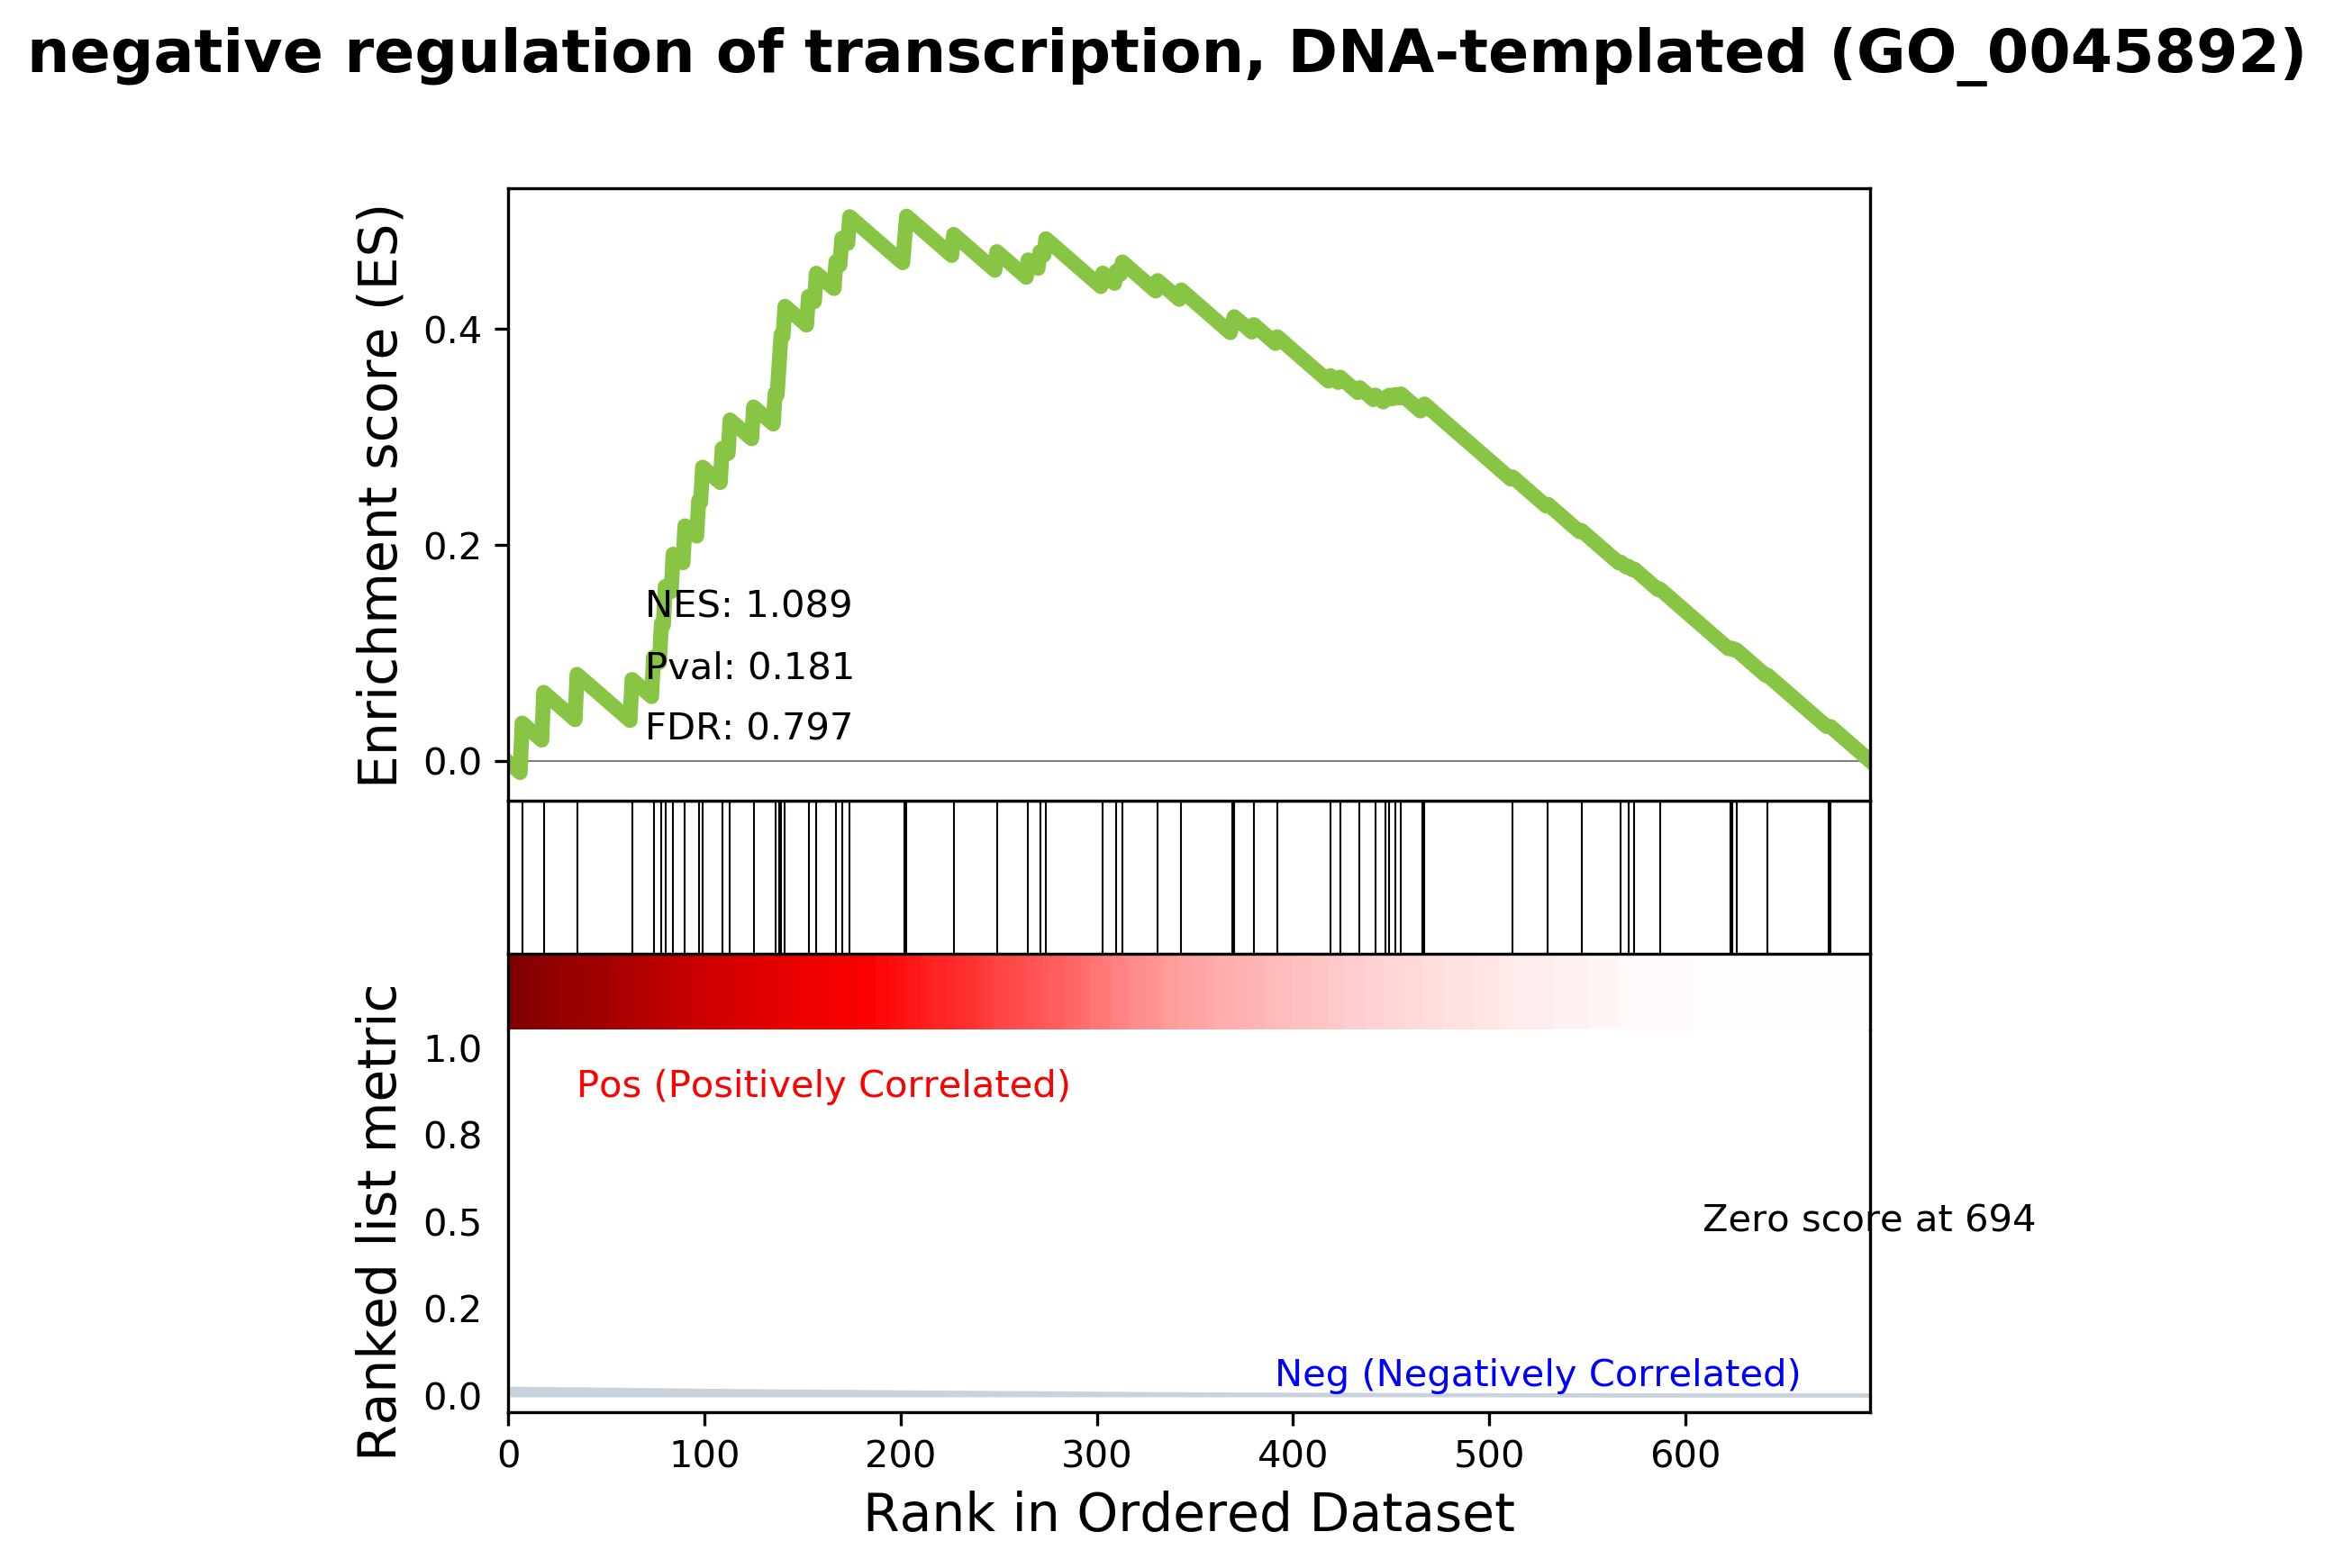 negative regulation of transcription, DNA-templated (GO_0045892)
Enrichment score (ES)
0.4
0.2
0.0
NES: 1.089
Pval: 0.181
FDR: 0.797
Ranked list metric
1.0
0.8
0.5
0.2
0.0
Pos (Positively Correlated)
Zero score at 694
Neg (Negatively Correlated)
0 100 200 300 400 500 600
Rank in Ordered Dataset